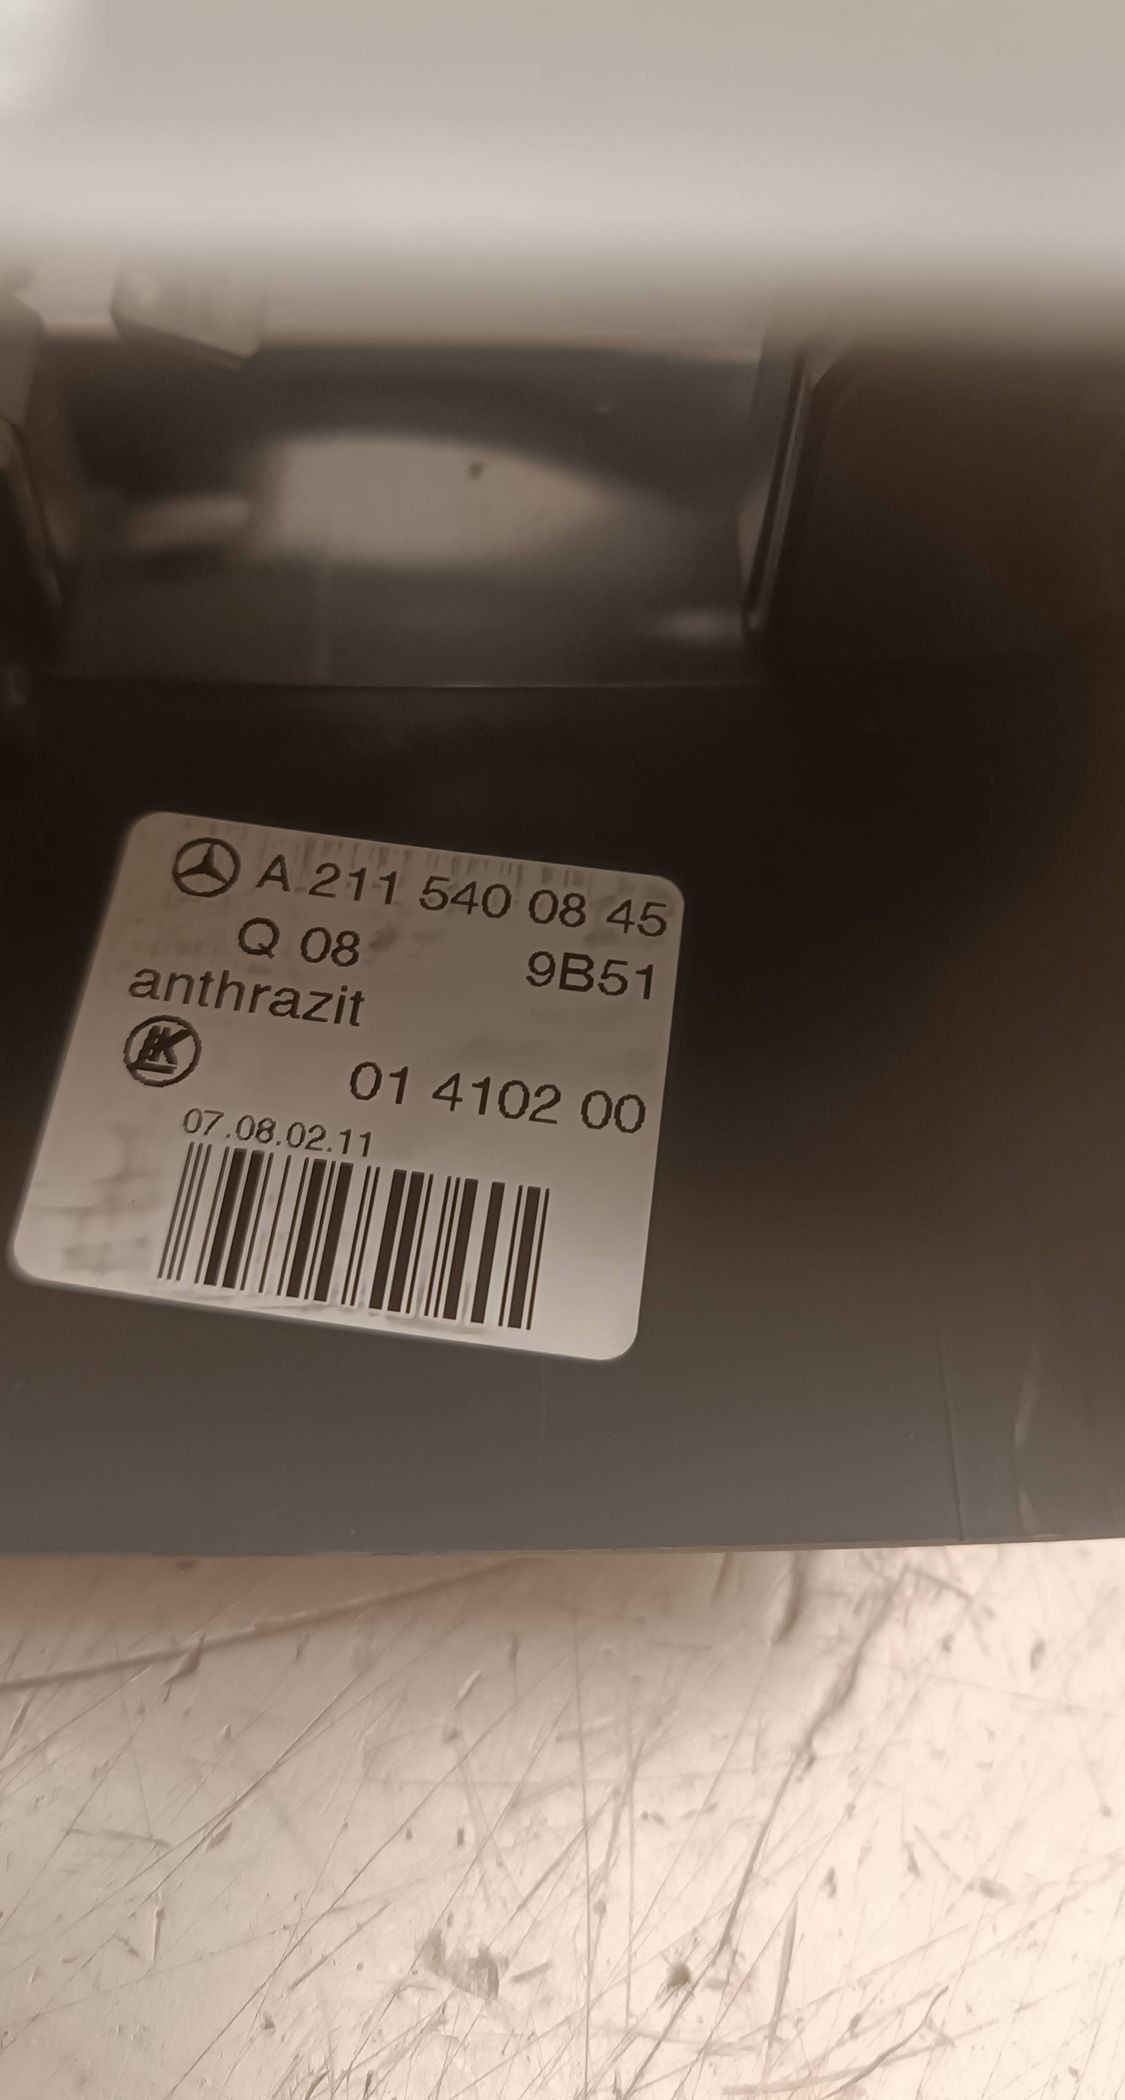 A 211 540 08 45
Q 08 9B51
anthrazit
01 4102 00
07.08.02.11